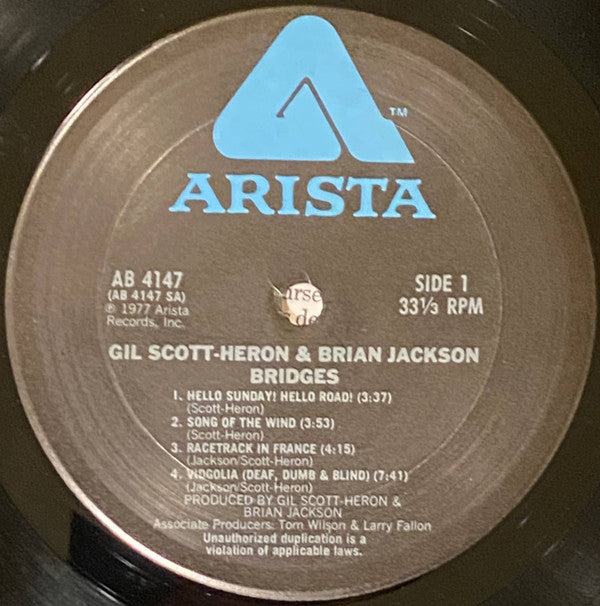 TM
ARISTA
AB 4147
(AB 4147 SA)
℗ 1977 Arista
Records, Inc.
SIDE 1
33⅓ RPM
urse
de
GIL SCOTT-HERON & BRIAN JACKSON
BRIDGES
1. HELLO SUNDAY! HELLO ROAD! (3:37)
(Scott-Heron)
2. SONG OF THE WIND (3:53)
(Scott-Heron)
3. RACETRACK IN FRANCE (4:15)
(Jackson/Scott-Heron)
4. VIDGOLIA (DEAF, DUMB & BLIND) (7:41)
(Jackson/Scott-Heron)
PRODUCED BY GIL SCOTT-HERON &
BRIAN JACKSON
Associate Producers: Tom Wilson & Larry Fallon
Unauthorized duplication is a
violation of applicable laws.